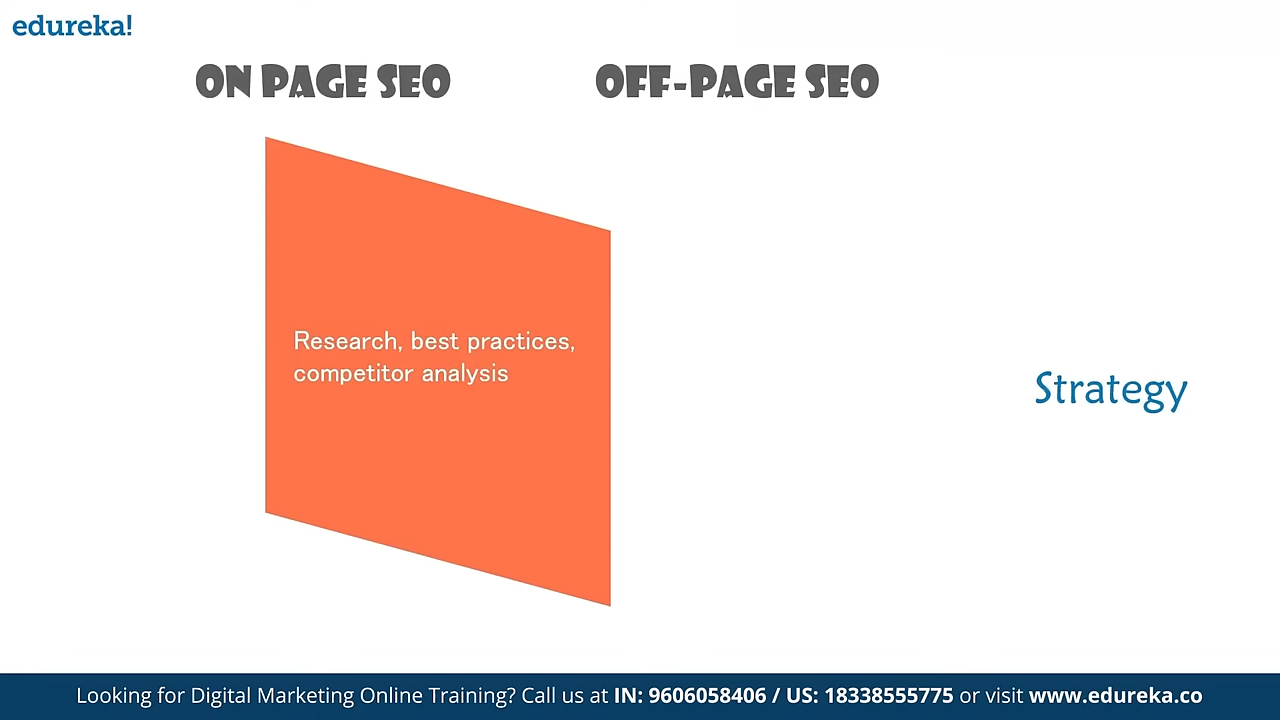 edureka!
ON PAGE SEO
OFF-PAGE SEO
Research, best practices,
competitor analysis
Strategy
Looking for Digital Marketing Online Training? Call us at IN: 9606058406 / US: 18338555775 or visit www.edureka.co